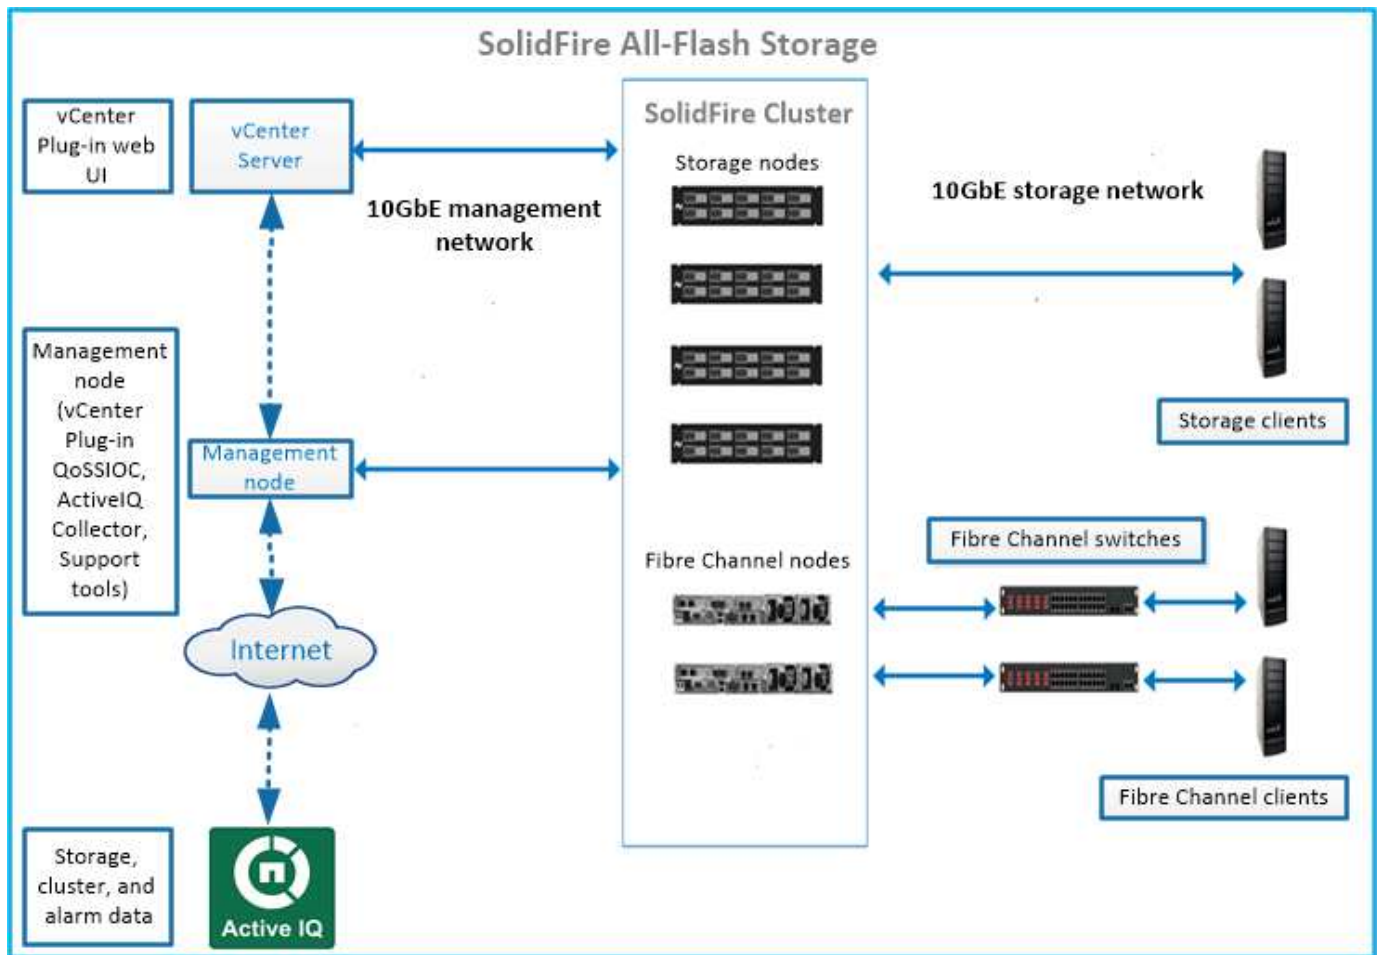 SolidFire All-Flash Storage
vCenter
Plug-in web
UI
vCenter
Server
10GbE management
network
SolidFire Cluster
Storage nodes
10GbE storage network
Storage clients
Management
node
(vCenter
Plug-in
QoSSIOC,
ActiveIQ
Collector,
Support
tools)
Management
node
Fibre Channel nodes
Fibre Channel switches
Internet
Fibre Channel clients
Storage,
cluster, and
alarm data
Active IQ